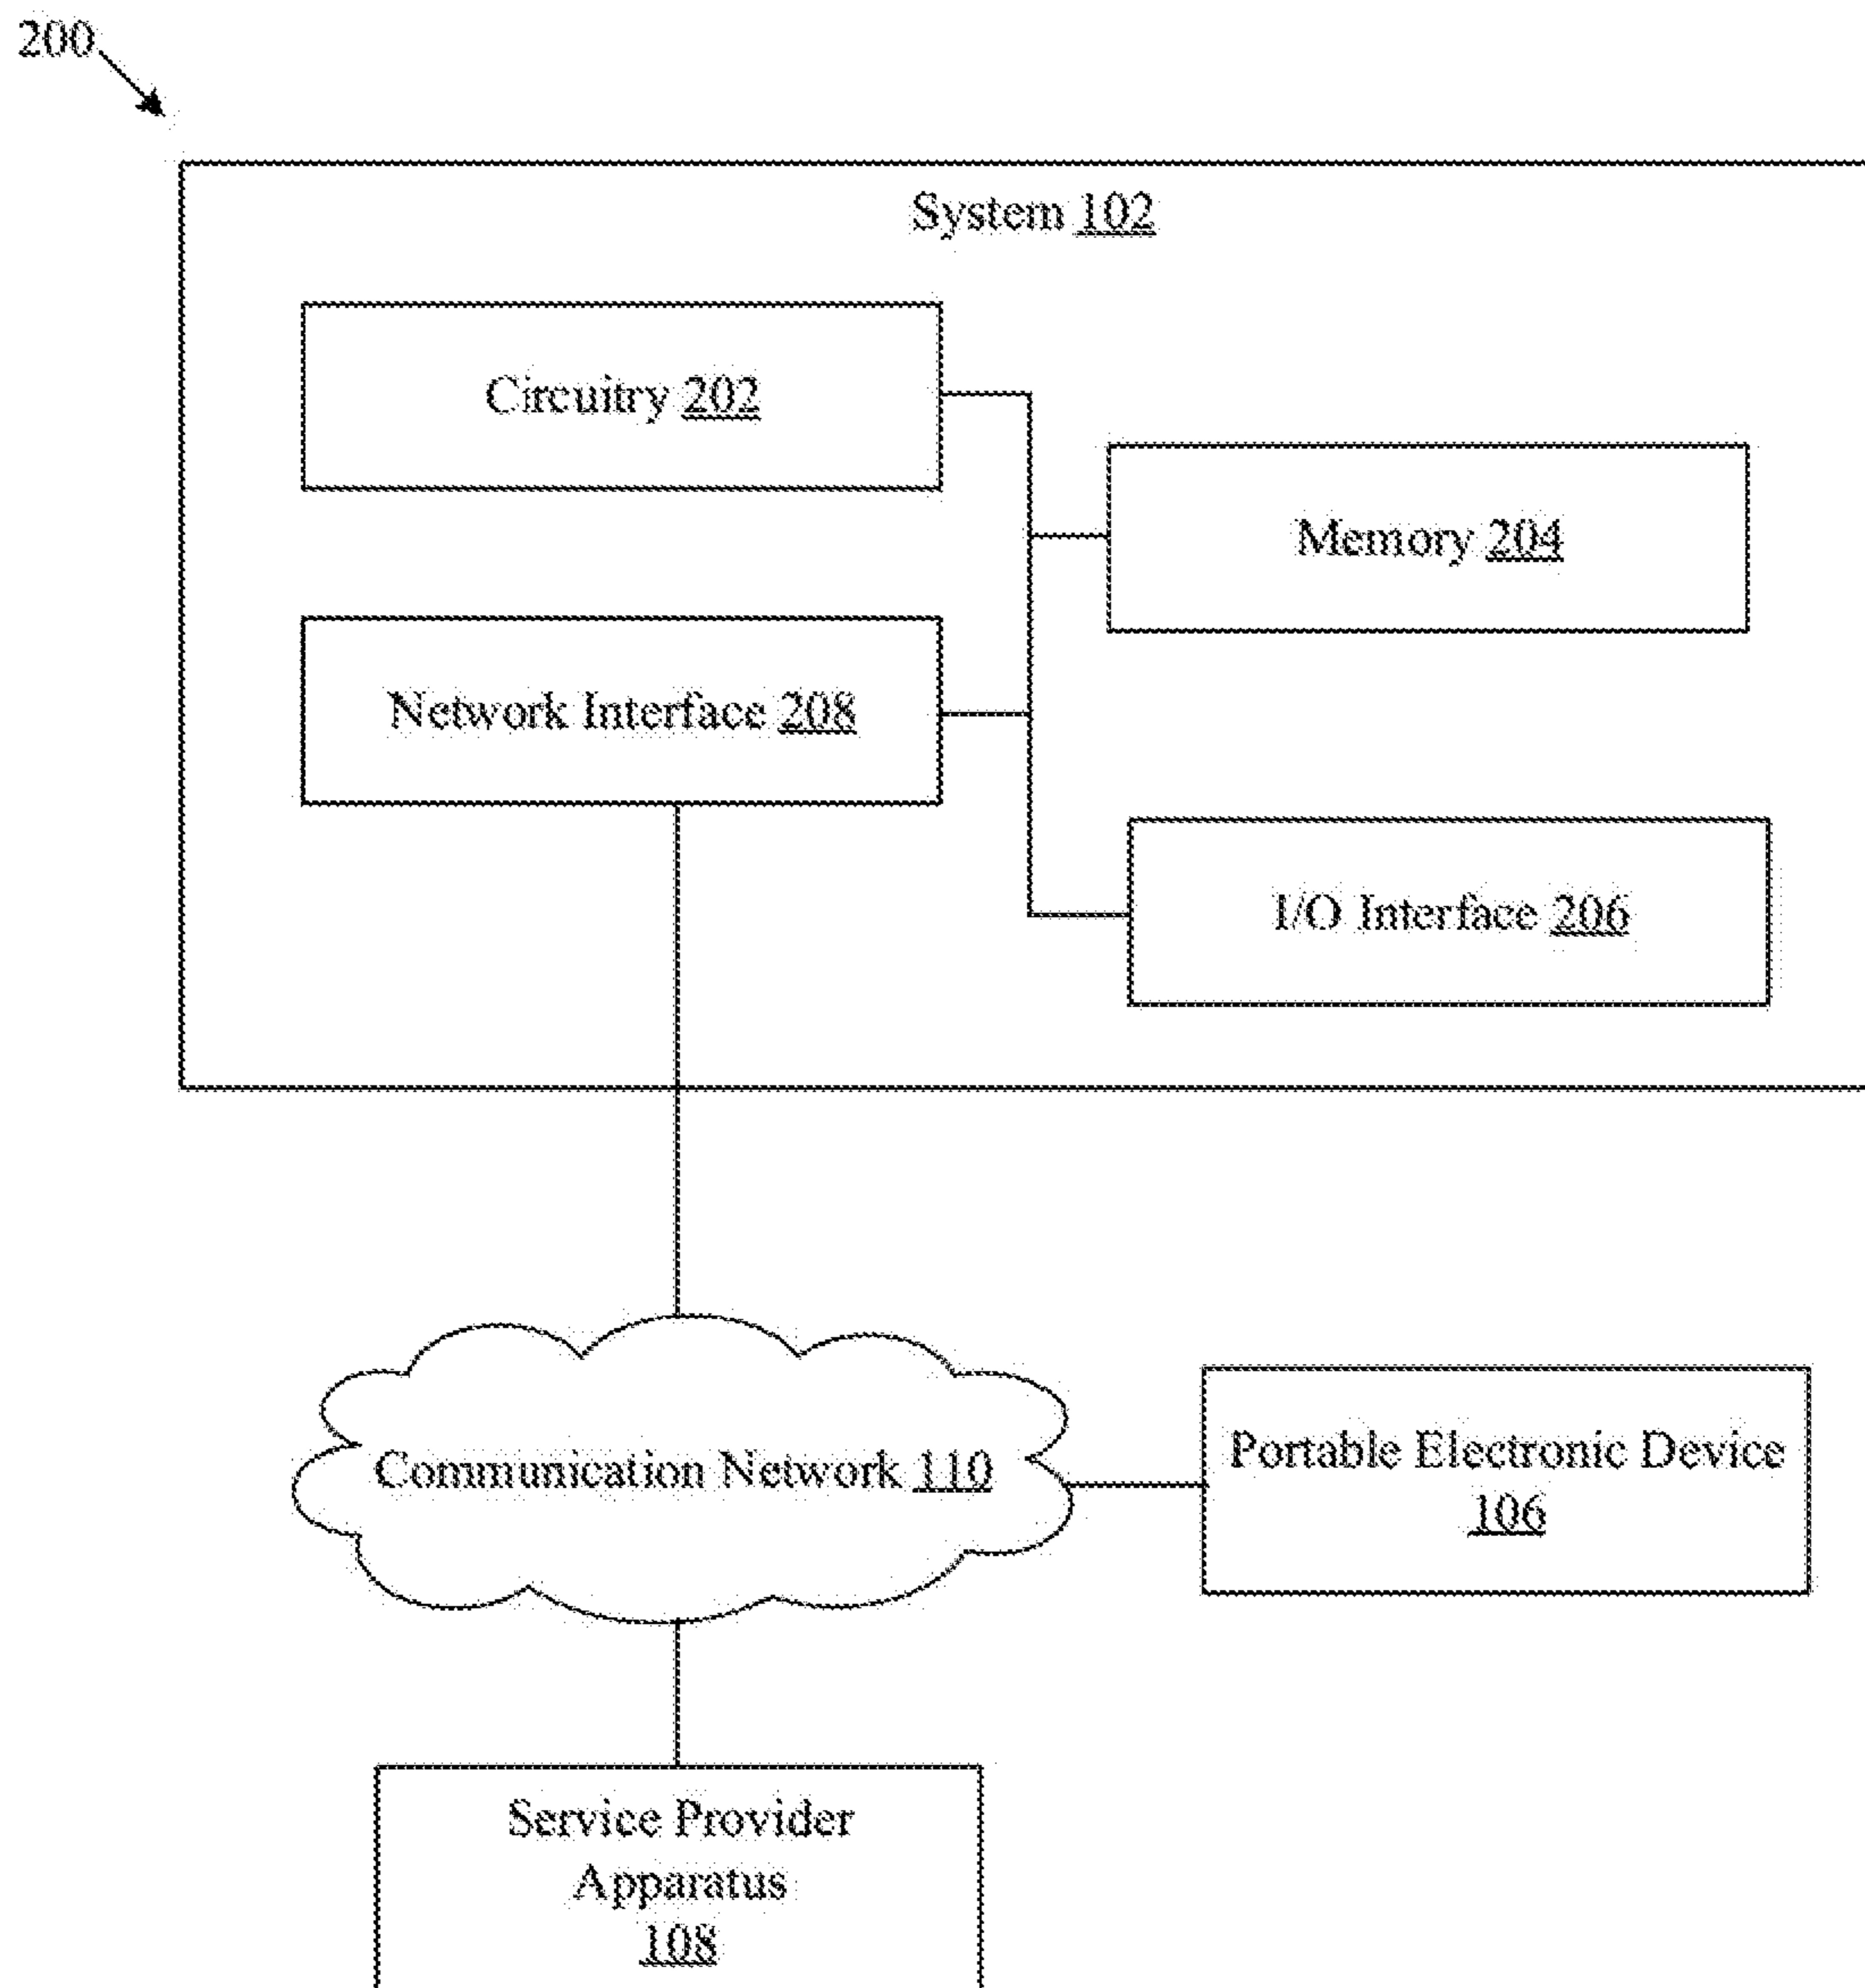 200
System 102
Circuitry 202
Memory 204
Network Interface 208
I/O Interface 206
Communication Network 110
Portable Electronic Device
106
Service Provider
Apparatus
108